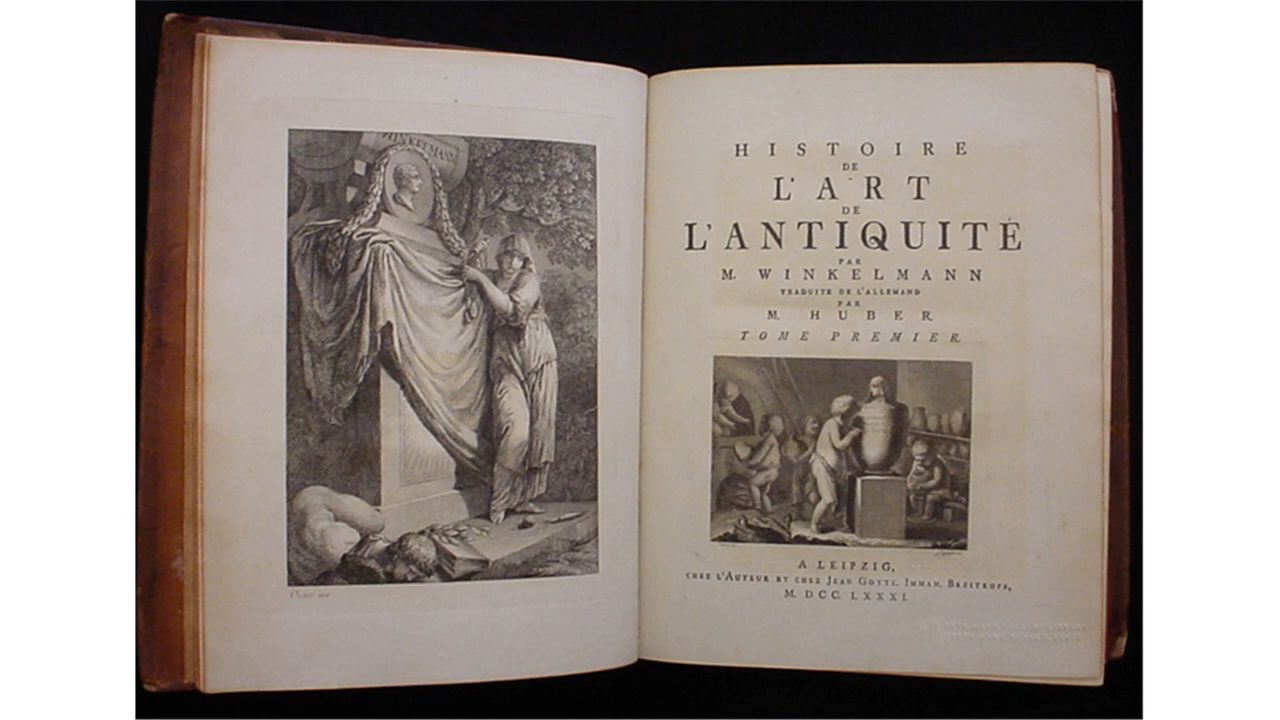 WINKELMANN
HISTOIRE
DE
L'ART
DE
L'ANTIQUITÉ
PAR
M. WINKELMANN
TRADUITE DE L'ALLEMAND
PAR
M. HUBER.
TOME PREMIER.
A LEIPZIG,
CHEZ L'AUTEUR ET CHEZ JEAN GOTTL. IMMAN. BREITKOPF,
M. DCC. LXXXI.